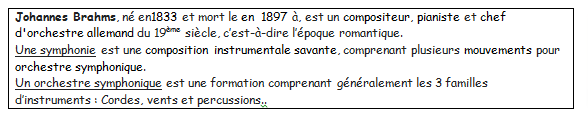 Johannes Brahms, né en1833 et mort le en 1897 à, est un compositeur, pianiste et chef
d'orchestre allemand du 19ème siècle, c'est-à-dire l'époque romantique.
Une symphonie est une composition instrumentale savante, comprenant plusieurs mouvements pour
orchestre symphonique.
Un orchestre symphonique est une formation comprenant généralement les 3 familles
d'instruments : Cordes, vents et percussions..